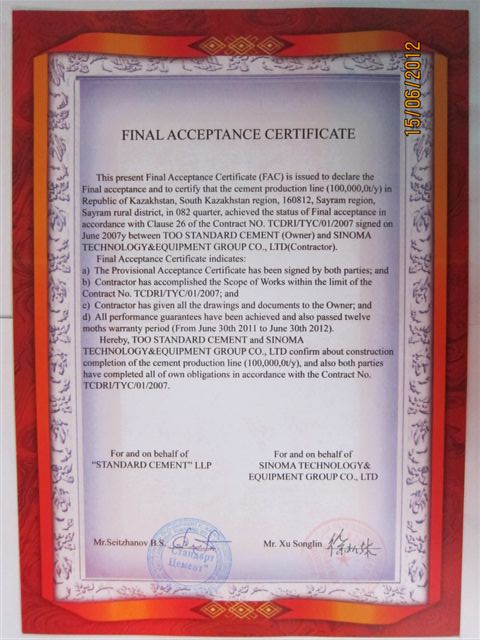 15/06/2012
FINAL ACCEPTANCE CERTIFICATE
This present Final Acceptance Certificate (FAC) is issued to declare the
Final acceptance and to certify that the cement production line (100,000,0t/y) in
Republic of Kazakhstan, South Kazakhstan region, 160812, Sayram region,
Sayram rural district, in 082 quarter, achieved the status of Final acceptance in
accordance with Clause 26 of the Contract NO. TCDRI/TYC/01/2007 signed on
June 2007y between TOO STANDARD CEMENT (Owner) and SINOMA
TECHNOLOGY&EQUIPMENT GROUP CO., LTD(Contractor).
Final Acceptance Certificate indicates:
a) The Provisional Acceptance Certificate has been signed by both parties; and
b) Contractor has accomplished the Scope of Works within the limit of the
Contract No. TCDRI/TYC/01/2007; and
c) Contractor has given all the drawings and documents to the Owner; and
d) All performance guarantees have been achieved and also passed twelve
moths warranty period (From June 30th 2011 to June 30th 2012).
Hereby, TOO STANDARD CEMENT and SINOMA
TECHNOLOGY&EQUIPMENT GROUP CO., LTD confirm about construction
completion of the cement production line (100,000,0t/y), and also both parties
have completed all of own obligations in accordance with the Contract No.
TCDRI/TYC/01/2007.
For and on behalf of
"STANDARD CEMENT" LLP
For and on behalf of
SINOMA TECHNOLOGY&
EQUIPMENT GROUP CO., LTD
Mr.Seitzhanov B.S.
Mr. Xu Songlin
Стандарт
Цемент"